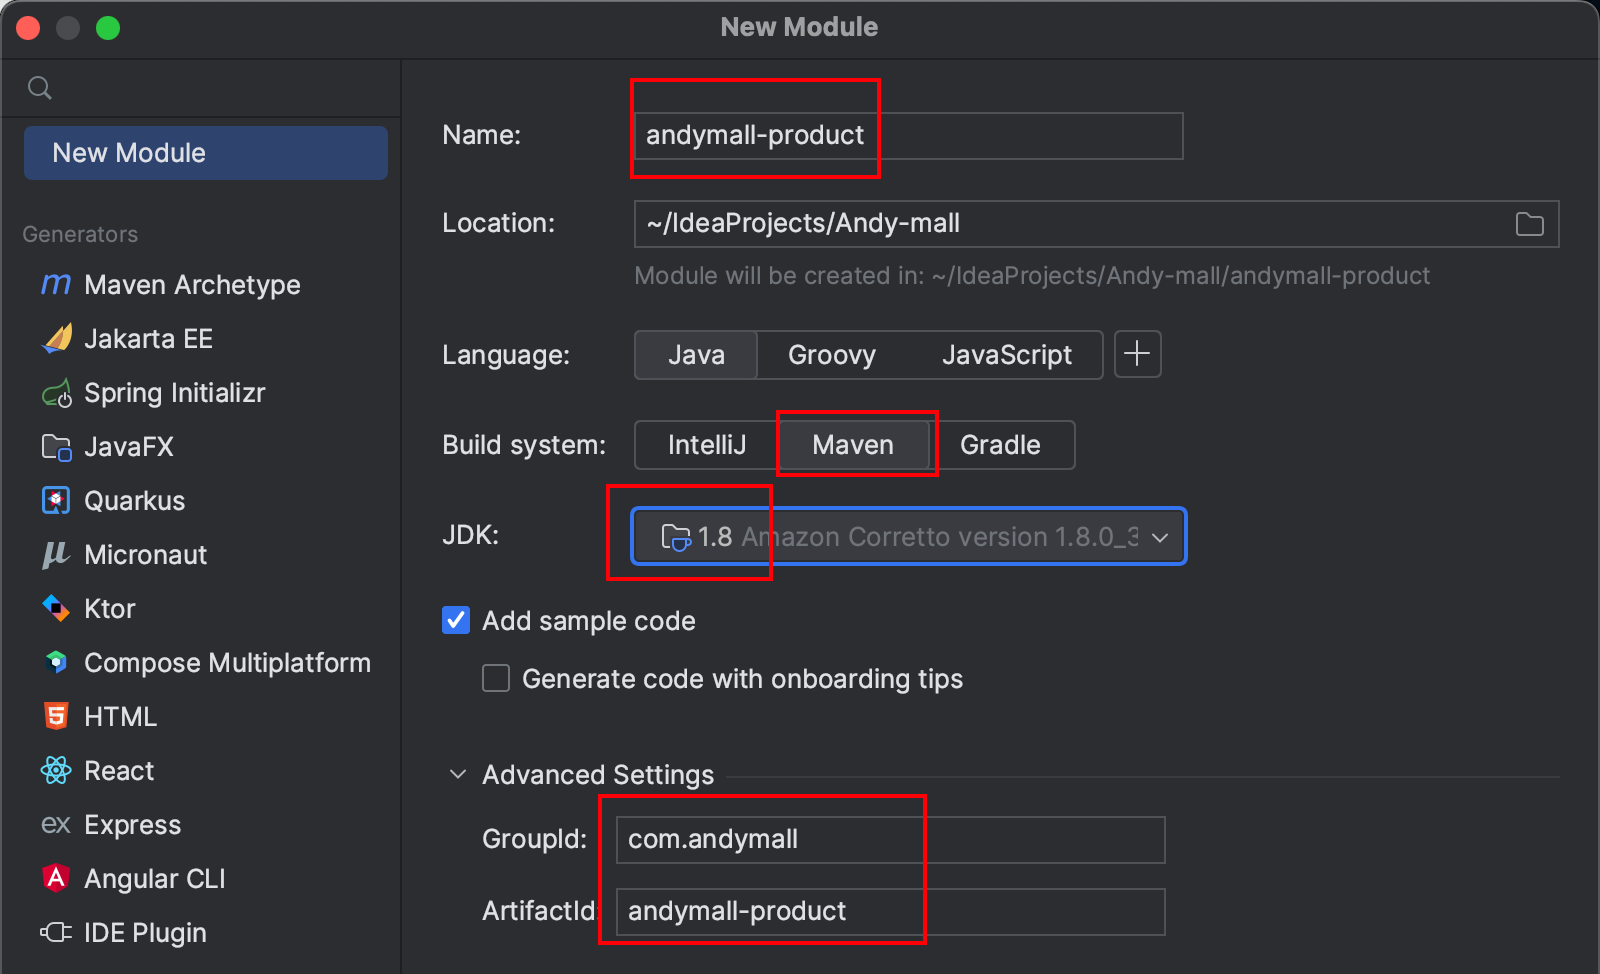 New Module
New Module
Generators
Maven Archetype
Jakarta EE
Spring Initializr
JavaFX
Quarkus
Micronaut
Ktor
Compose Multiplatform
HTML
React
ex Express
Angular CLI
IDE Plugin
Name: andymall-product
Location: ~/IdeaProjects/Andy-mall
Module will be created in: ~/IdeaProjects/Andy-mall/andymall-product
Language: Java Groovy JavaScript
Build system: IntelliJ Maven Gradle
JDK: 1.8 Amazon Corretto version 1.8.0_3
Add sample code
Generate code with onboarding tips
Advanced Settings
GroupId: com.andymall
ArtifactId: andymall-product